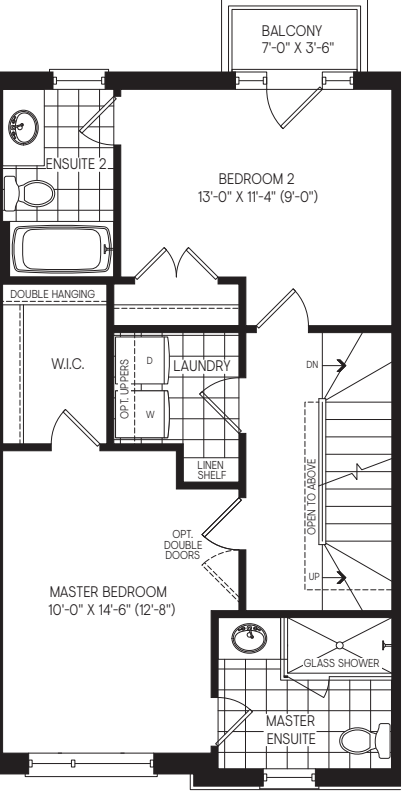 BALCONY
7'-0" X 3'-6"
ENSUITE 2
BEDROOM 2
13'-0" X 11'-4" (9'-0")
DOUBLE HANGING
W.I.C.
OPT. UPPERS
D
W
LAUNDRY
LINEN
SHELF
DN
OPEN TO ABOVE
UP
OPT.
DOUBLE
DOORS
MASTER BEDROOM
10'-0" X 14'-6" (12'-8")
GLASS SHOWER
MASTER
ENSUITE